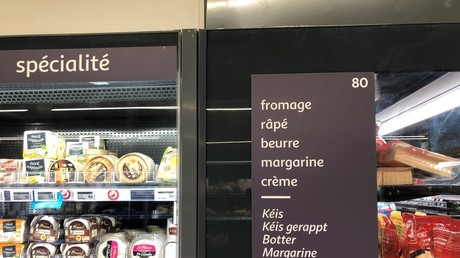 spécialité
80
fromage
râpé
beurre
margarine
crème
Kéis
Kéis gerappt
Botter
Margarine